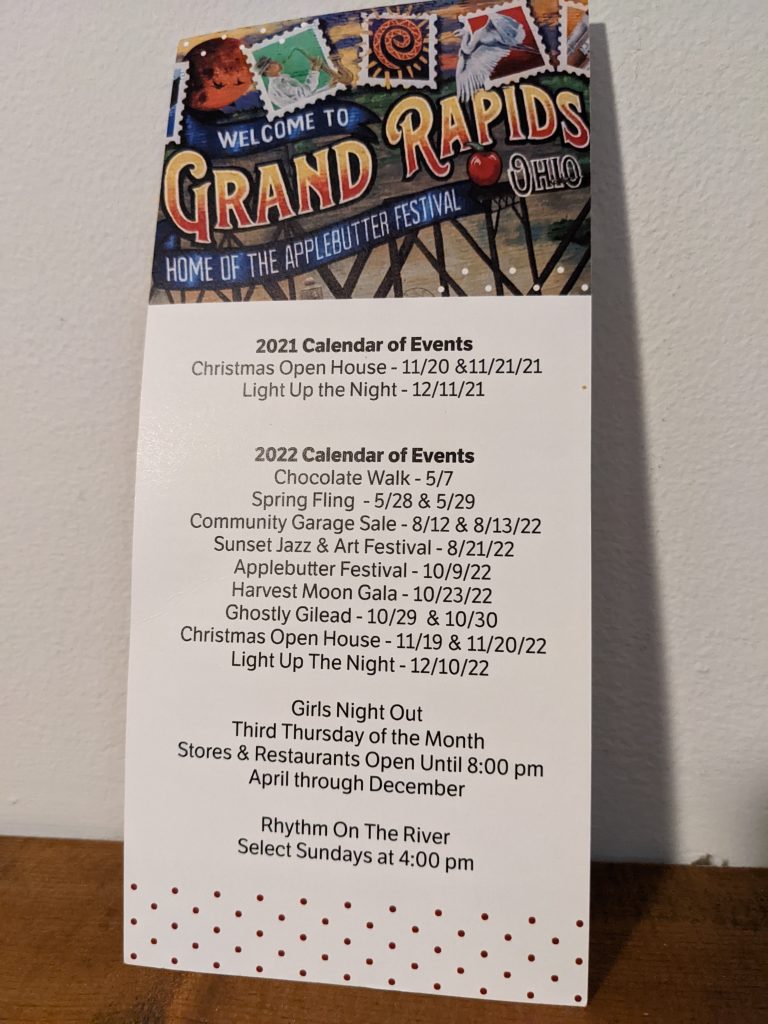 WELCOME TO
GRAND RAPIDS
OHIO
HOME OF THE APPLEBUTTER FESTIVAL
2021 Calendar of Events
Christmas Open House - 11/20 &11/21/21
Light Up the Night - 12/11/21
2022 Calendar of Events
Chocolate Walk - 5/7
Spring Fling - 5/28 & 5/29
Community Garage Sale - 8/12 & 8/13/22
Sunset Jazz & Art Festival - 8/21/22
Applebutter Festival - 10/9/22
Harvest Moon Gala - 10/23/22
Ghostly Gilead - 10/29 & 10/30
Christmas Open House - 11/19 & 11/20/22
Light Up The Night - 12/10/22
Girls Night Out
Third Thursday of the Month
Stores & Restaurants Open Until 8:00 pm
April through December
Rhythm On The River
Select Sundays at 4:00 pm